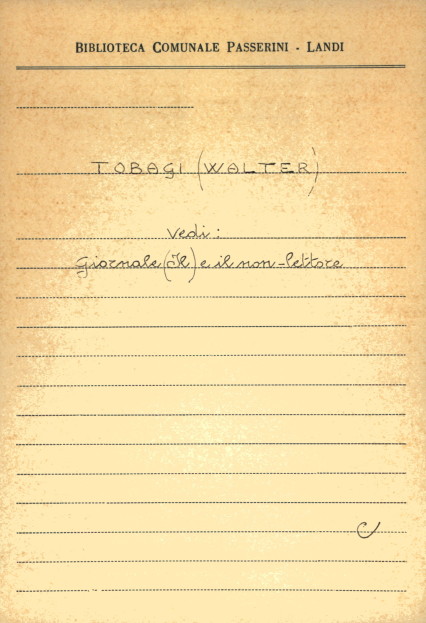 BIBLIOTECA COMUNALE PASSERINI - LANDI
TOBAGI (WALTER)
Vedi:
Giornale (Il) e il non-lettore
C